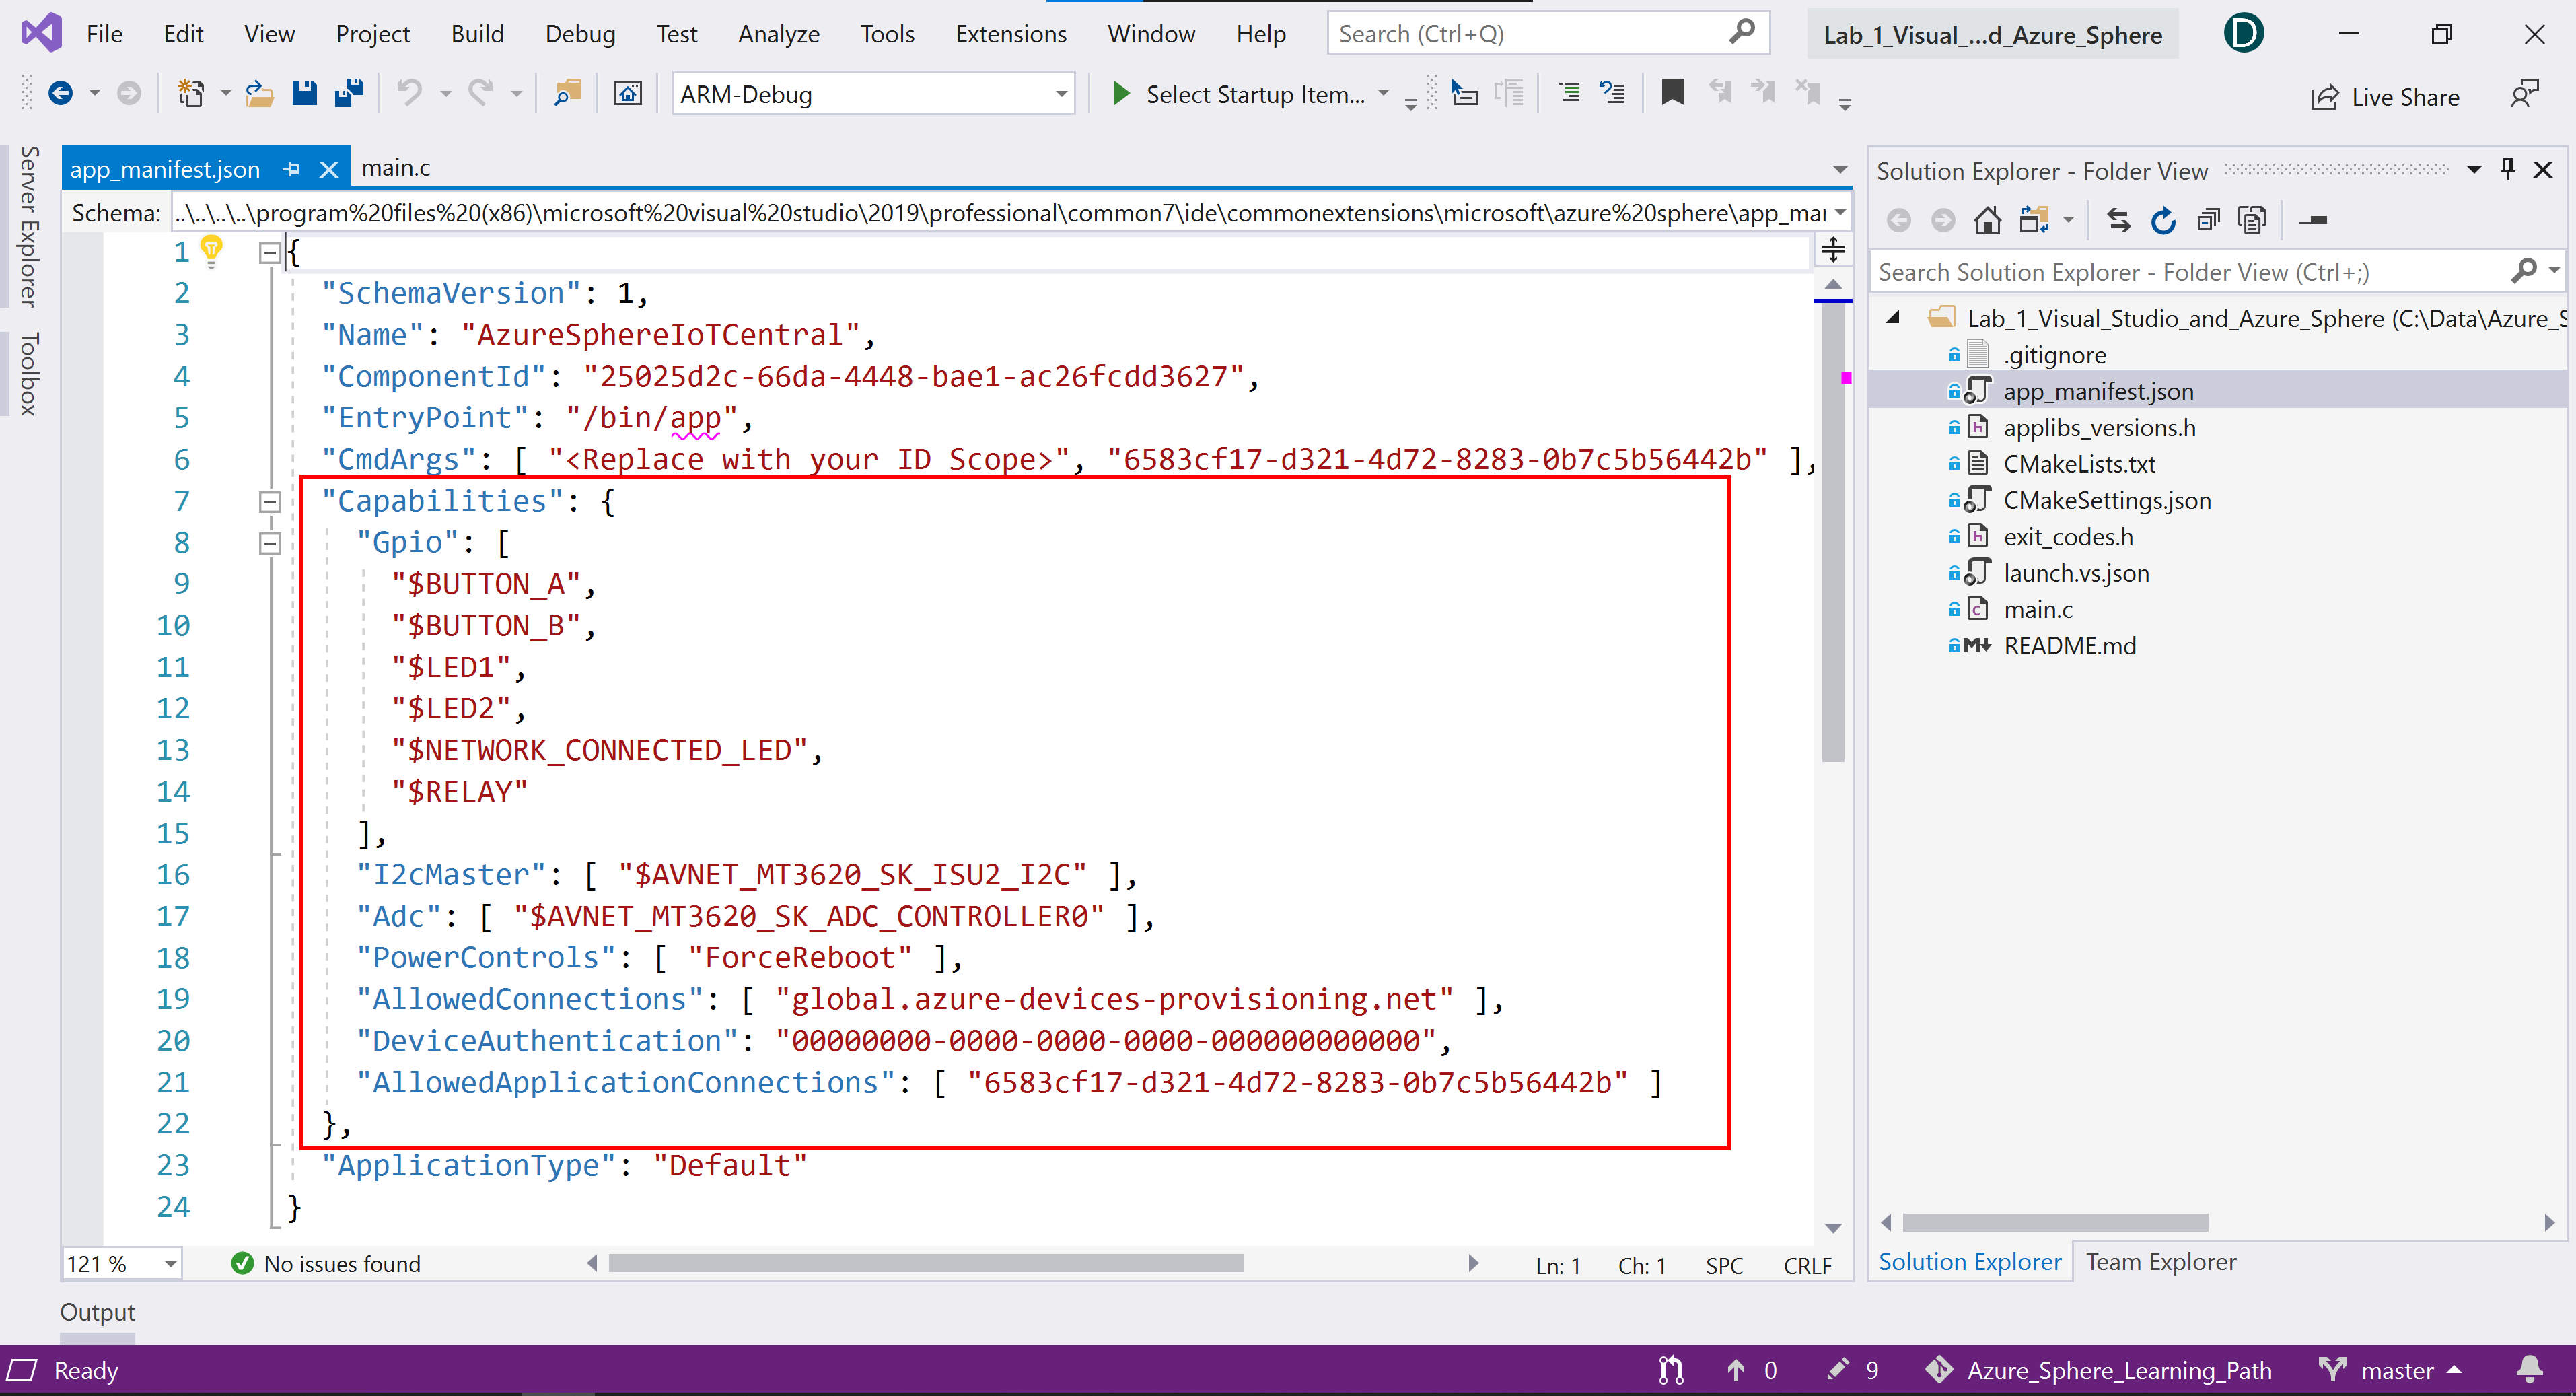 File Edit View Project Build Debug Test Analyze Tools Extensions Window Help Search (Ctrl+Q) Lab_1_Visual_...d_Azure_Sphere D
ARM-Debug Select Startup Item... Live Share
Server Explorer
Toolbox
app_manifest.json main.c
Schema: ..\..\..\..\program%20files%20(x86)\microsoft%20visual%20studio\2019\professional\common7\ide\commonextensions\microsoft\azure%20sphere\app_mar
1 {
2 "SchemaVersion": 1,
3 "Name": "AzureSphereIoTCentral",
4 "ComponentId": "25025d2c-66da-4448-bae1-ac26fcdd3627",
5 "EntryPoint": "/bin/app",
6 "CmdArgs": [ "<Replace with your ID Scope>", "6583cf17-d321-4d72-8283-0b7c5b56442b" ],
7 "Capabilities": {
8 "Gpio": [
9 "$BUTTON_A",
10 "$BUTTON_B",
11 "$LED1",
12 "$LED2",
13 "$NETWORK_CONNECTED_LED",
14 "$RELAY"
15 ],
16 "I2cMaster": [ "$AVNET_MT3620_SK_ISU2_I2C" ],
17 "Adc": [ "$AVNET_MT3620_SK_ADC_CONTROLLER0" ],
18 "PowerControls": [ "ForceReboot" ],
19 "AllowedConnections": [ "global.azure-devices-provisioning.net" ],
20 "DeviceAuthentication": "00000000-0000-0000-0000-000000000000",
21 "AllowedApplicationConnections": [ "6583cf17-d321-4d72-8283-0b7c5b56442b" ]
22 },
23 "ApplicationType": "Default"
24 }
121 % No issues found Ln: 1 Ch: 1 SPC CRLF
Solution Explorer - Folder View
Search Solution Explorer - Folder View (Ctrl+;)
Lab_1_Visual_Studio_and_Azure_Sphere (C:\Data\Azure_S
.gitignore
app_manifest.json
applibs_versions.h
CMakeLists.txt
CMakeSettings.json
exit_codes.h
launch.vs.json
main.c
README.md
Solution Explorer Team Explorer
Output
Ready 0 9 Azure_Sphere_Learning_Path master